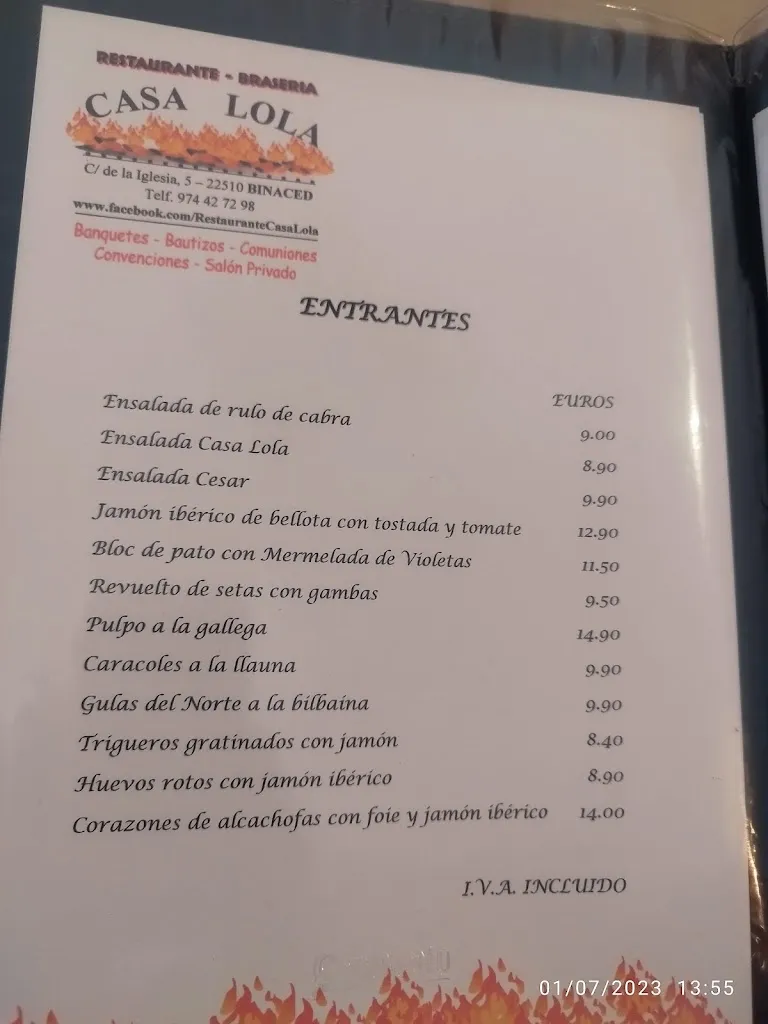 RESTAURANTE - BRASERIA
CASA LOLA
C/ de la Iglesia, 5 – 22510 BINACED
Telf. 974 42 72 98
www.facebook.com/RestauranteCasaLola
Banquetes - Bautizos - Comuniones
Convenciones - Salón Privado
ENTRANTES
EUROS
Ensalada de rulo de cabra 9.00
Ensalada Casa Lola 8.90
Ensalada Cesar 9.90
Jamón ibérico de bellota con tostada y tomate 12.90
Bloc de pato con Mermelada de Violetas 11.50
Revuelto de setas con gambas 9.50
Pulpo a la gallega 14.90
Caracoles a la llauna 9.90
Gulas del Norte a la bilbaína 9.90
Trigueros gratinados con jamón 8.40
Huevos rotos con jamón ibérico 8.90
Corazones de alcachofas con foie y jamón ibérico 14.00
I.V.A. INCLUIDO
01/07/2023 13:55